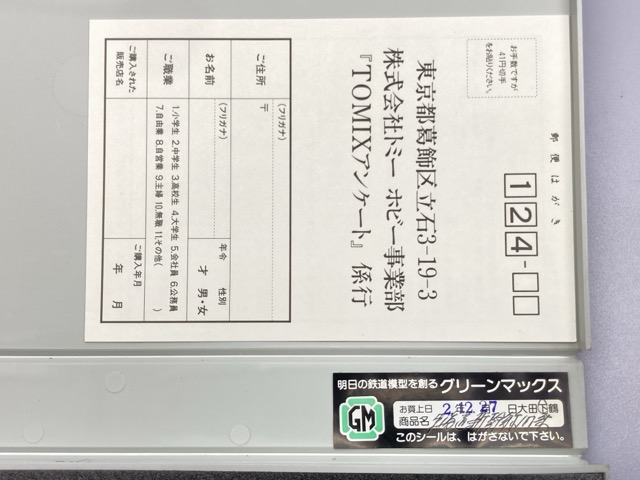 郵便はがき
お手数ですが
41円切手
をお貼りください。
124-
東京都葛飾区立石3-19-3
株式会社トミー ホビー事業部
『TOMIXアンケート』係行
(フリガナ)
ご住所
〒
(フリガナ)
お名前
年令
才
性別
男・女
ご職業
1.小学生 2.中学生 3.高校生 4.大学生 5.会社員 6.公務員
7.自由業 8.自営業 9.主婦 10.無職 11.その他( )
ご購入された
販売店名
ご購入年月
年 月
明日の鉄道模型を創る グリーンマックス
お買上日 2年12月27日 大田 下鶴
商品名
このシールは、はがさないで下さい。
GM